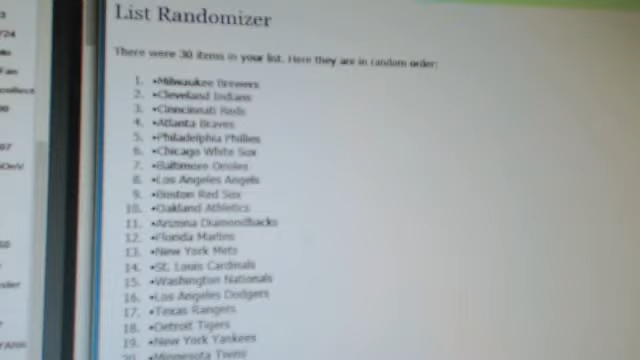 List Randomizer
There were 30 items in your list. Here they are in random order:
1. •Milwaukee Brewers
2. •Cleveland Indians
3. •Cincinnati Reds
4. •Atlanta Braves
5. •Philadelphia Phillies
6. •Chicago White Sox
7. •Baltimore Orioles
8. •Los Angeles Angels
9. •Boston Red Sox
10. •Oakland Athletics
11. •Arizona Diamondbacks
12. •Florida Marlins
13. •New York Mets
14. •St. Louis Cardinals
15. •Washington Nationals
16. •Los Angeles Dodgers
17. •Texas Rangers
18. •Detroit Tigers
19. •New York Yankees
20. •Minnesota Twins